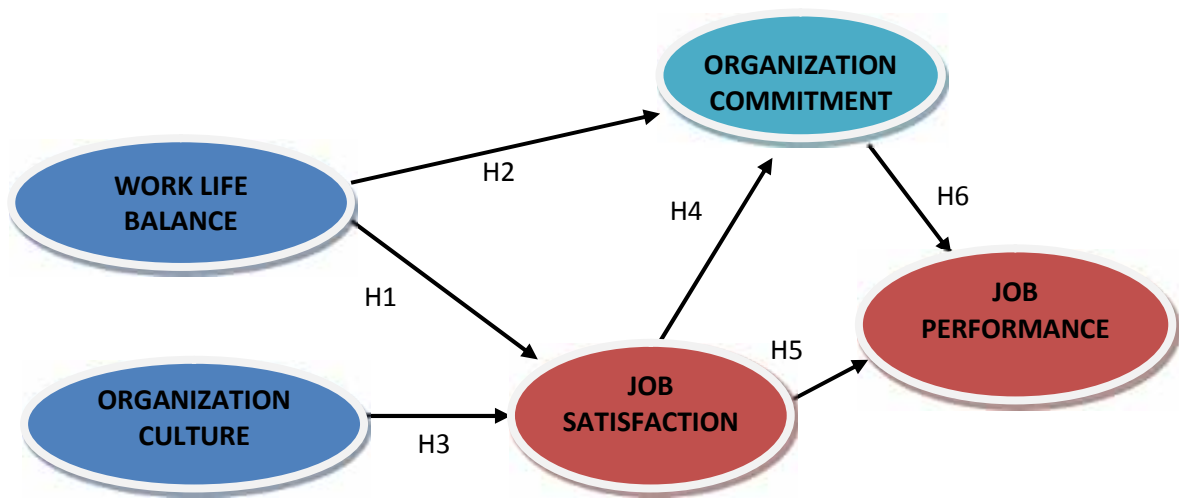 ORGANIZATION
COMMITMENT
H2
WORK LIFE
BALANCE
H4
H6
H1
JOB
PERFORMANCE
H5
ORGANIZATION
CULTURE
H3
JOB
SATISFACTION